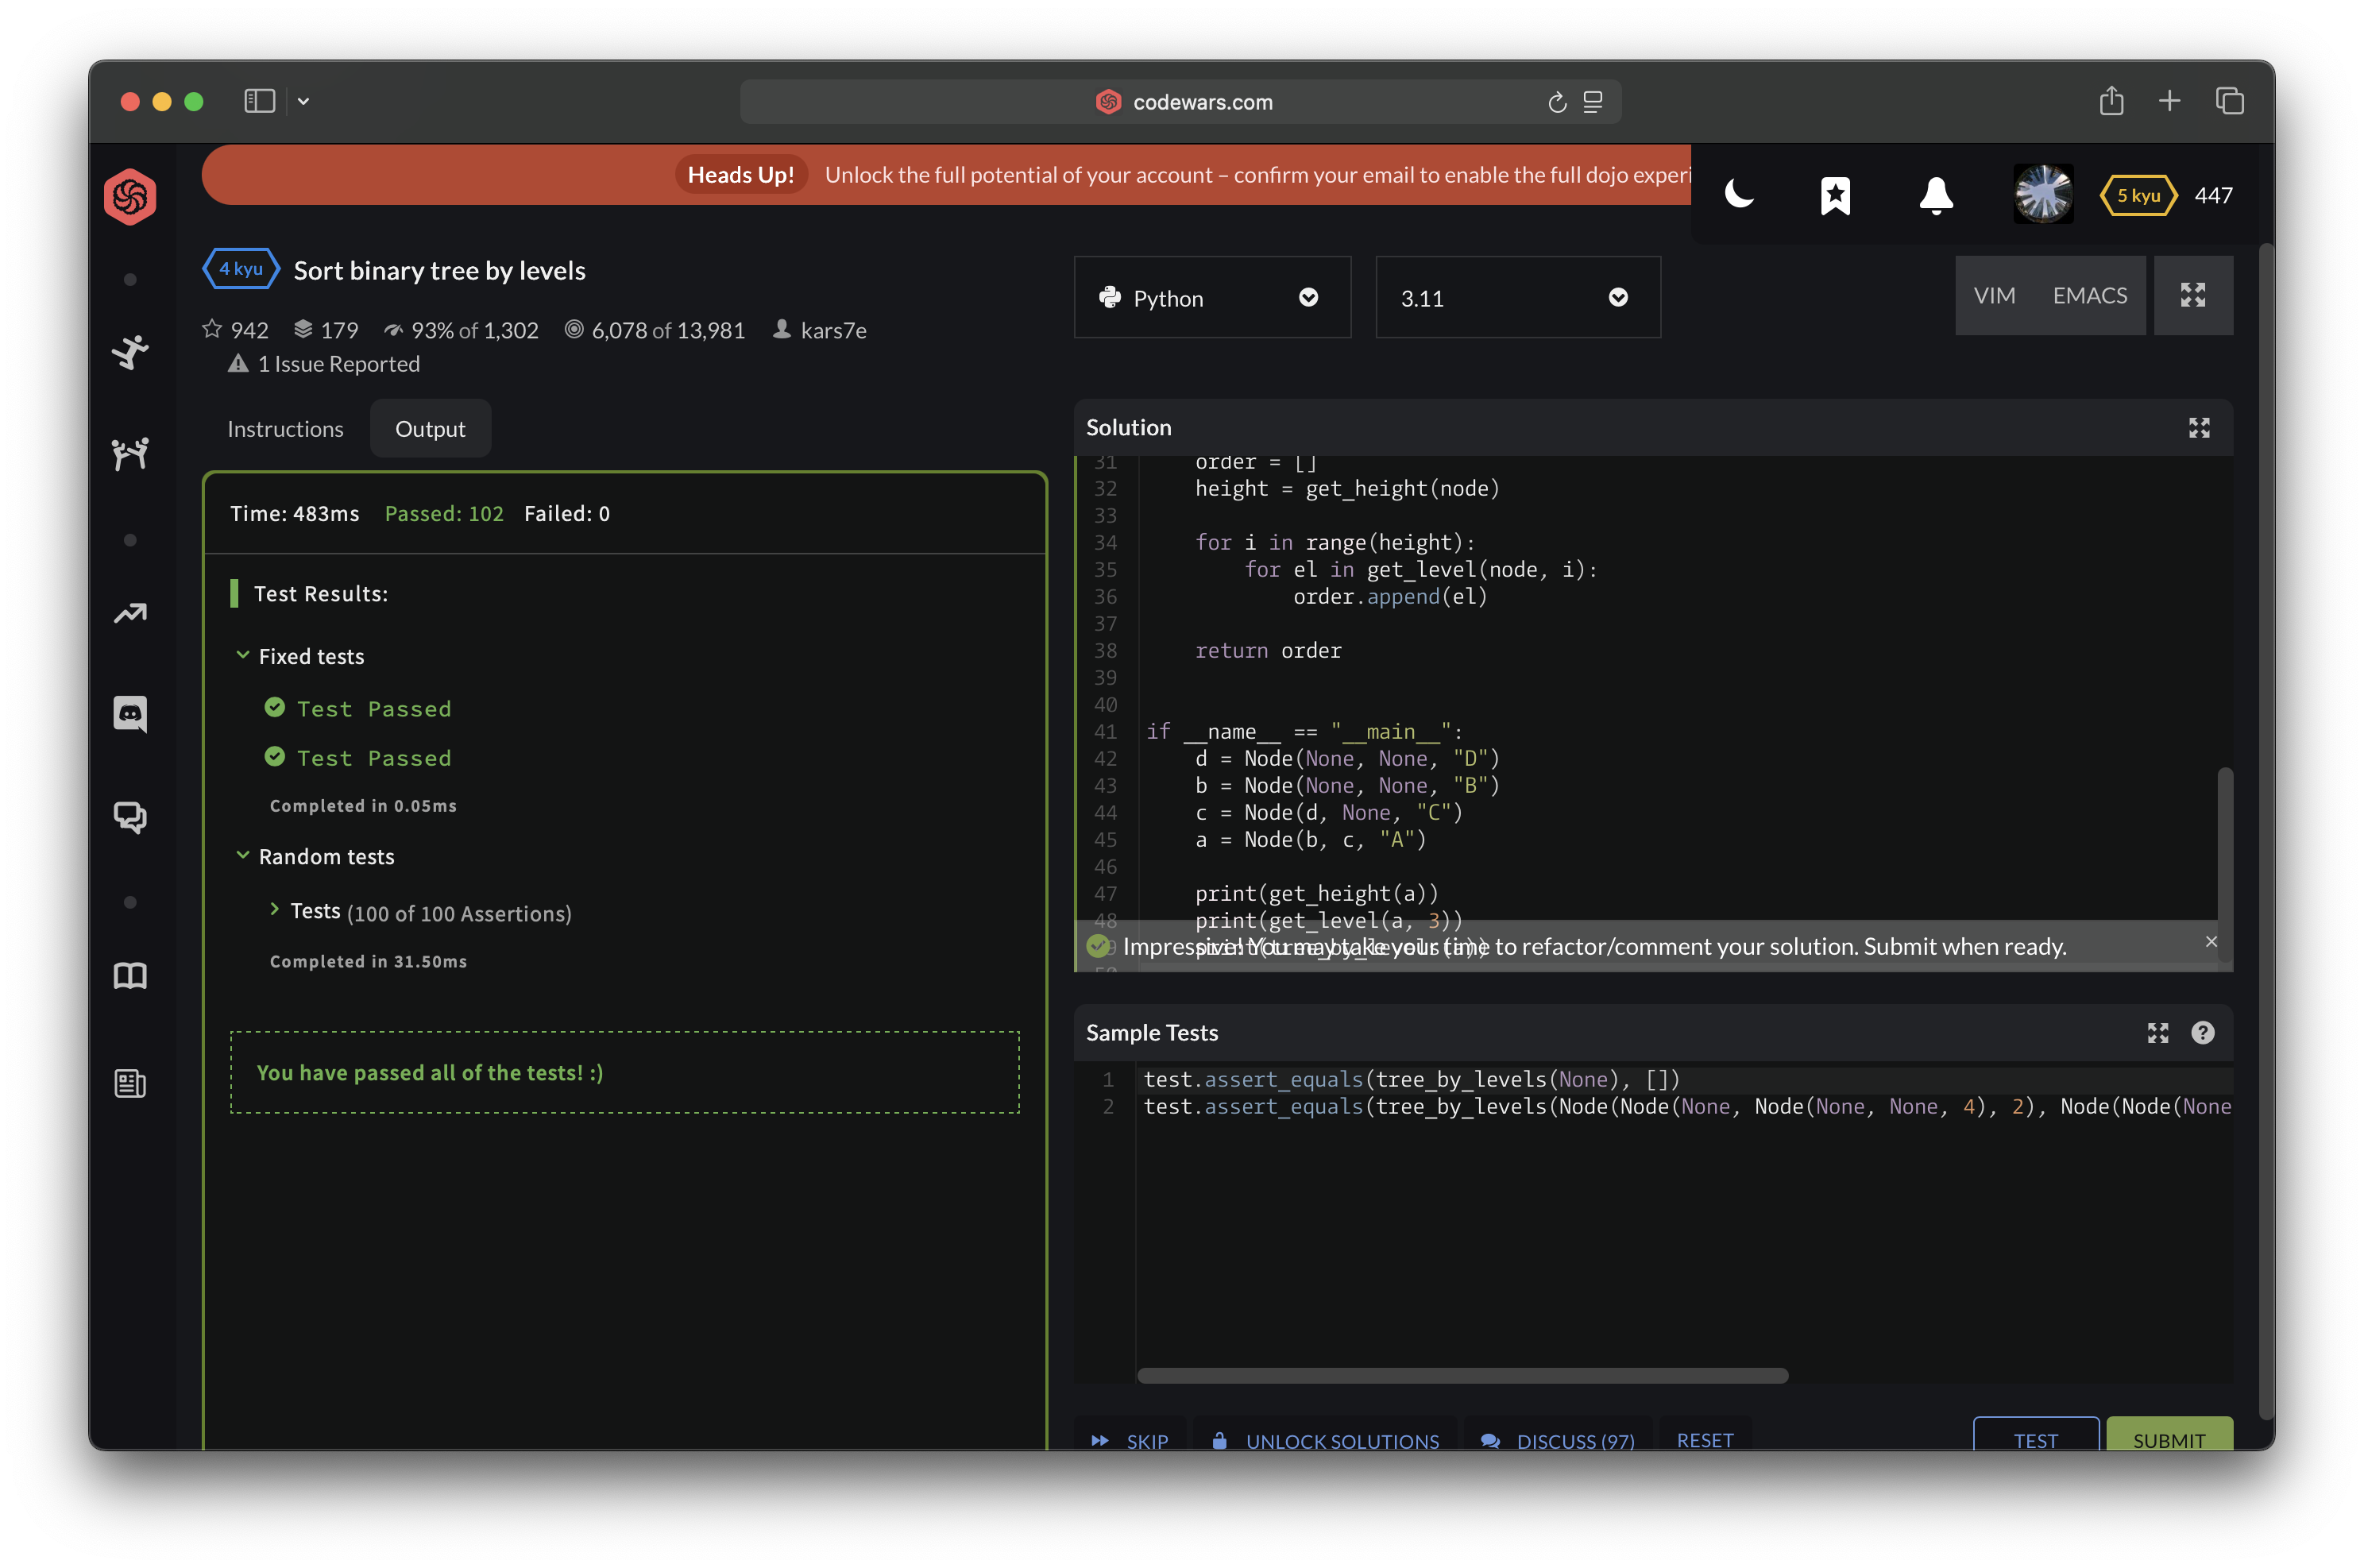 codewars.com
Heads Up! Unlock the full potential of your account – confirm your email to enable the full dojo experi
5 kyu 447
4 kyu Sort binary tree by levels
942 179 93% of 1,302 6,078 of 13,981 kars7e
1 Issue Reported
Python
3.11
VIM EMACS
Instructions Output
Time: 483ms Passed: 102 Failed: 0
Test Results:
Fixed tests
Test Passed
Test Passed
Completed in 0.05ms
Random tests
Tests (100 of 100 Assertions)
Completed in 31.50ms
You have passed all of the tests! :)
Solution
31     order = []
32     height = get_height(node)
33
34     for i in range(height):
35         for el in get_level(node, i):
36             order.append(el)
37
38     return order
39
40
41 if __name__ == "__main__":
42     d = Node(None, None, "D")
43     b = Node(None, None, "B")
44     c = Node(d, None, "C")
45     a = Node(b, c, "A")
46
47     print(get_height(a))
48     print(get_level(a, 3))
Impressive! You may take your time to refactor/comment your solution. Submit when ready.
Sample Tests
1 test.assert_equals(tree_by_levels(None), [])
2 test.assert_equals(tree_by_levels(Node(Node(None, Node(None, None, 4), 2), Node(Node(None
SKIP UNLOCK SOLUTIONS DISCUSS (97) RESET TEST SUBMIT